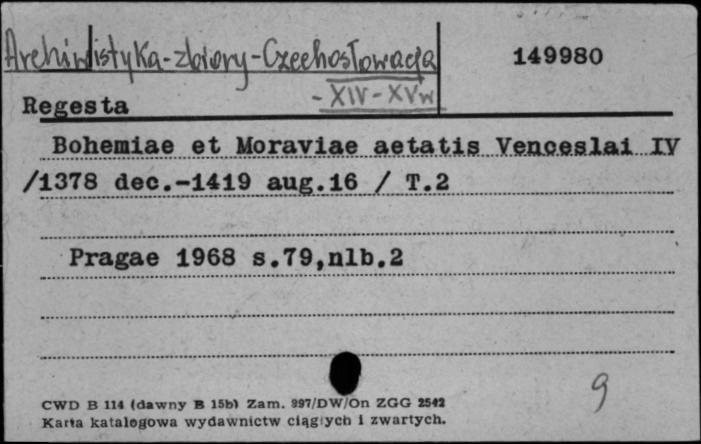 Archiwistyka-zbiory-Czechosłowacja
149980
- XIV - XV w
Regesta
Bohemiae et Moraviae aetatis Venceslai IV
/1378 dec.-1419 aug.16 / T.2
Pragae 1968 s.79,nlb.2
9
CWD B 114 (dawny B 15b) Zam. 997/DW/On ZGG 2542
Karta katalogowa wydawnictw ciągłych i zwartych.